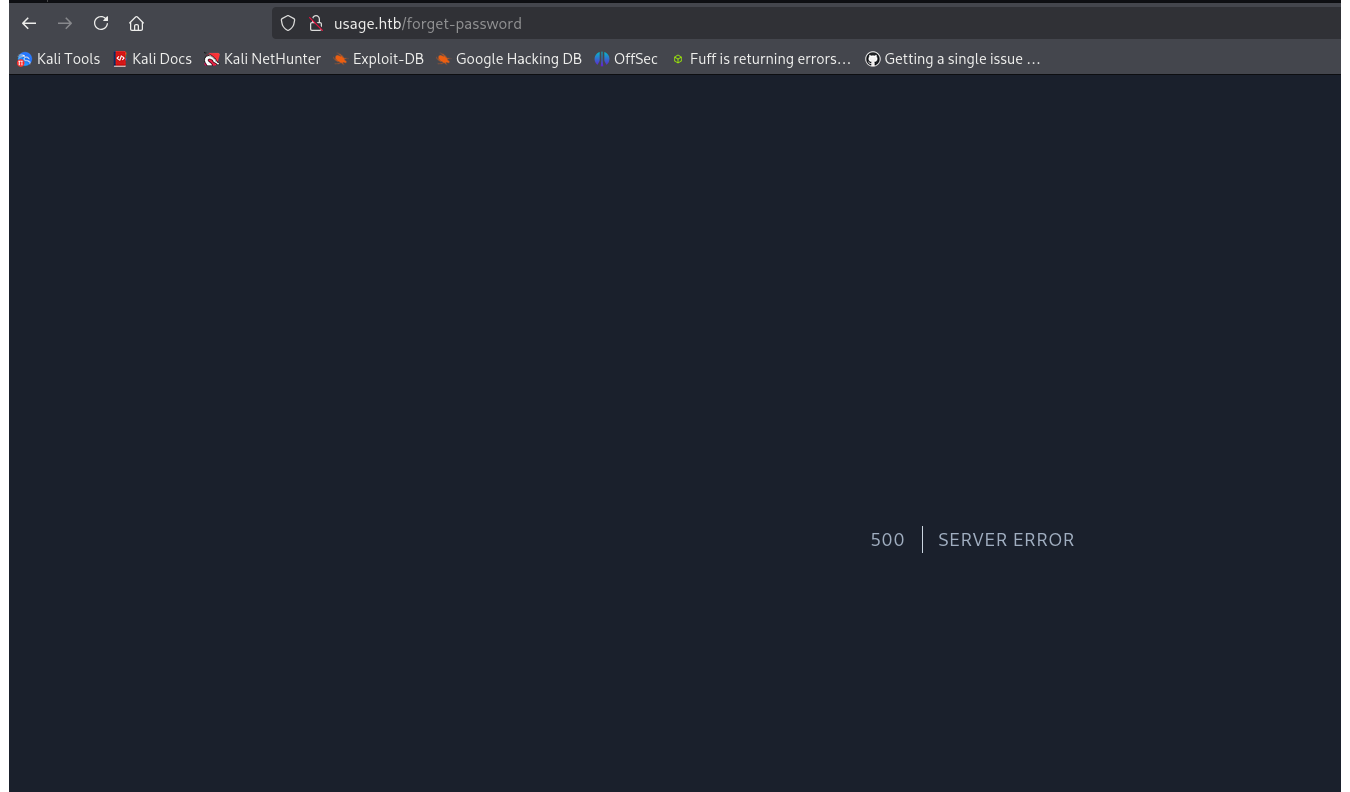 usage.htb/forget-password
Kali Tools Kali Docs Kali NetHunter Exploit-DB Google Hacking DB OffSec Fuff is returning errors... Getting a single issue ...
500 SERVER ERROR